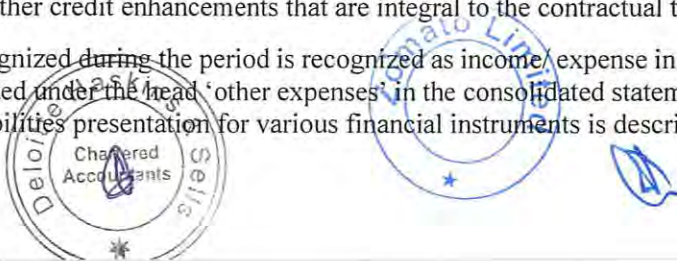 ther credit enhancements that are integral to the contractual t
gnized during the period is recognized as income/ expense in
ed under the head ‘other expenses’ in the consolidated statem
bilities presentation for various financial instruments is descri
Deloitte Haskins & Sells
Chartered
Accountants
Zomato Limited